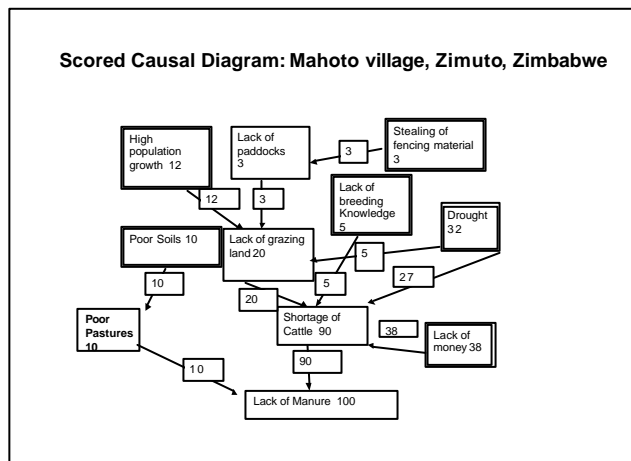 Scored Causal Diagram: Mahoto village, Zimuto, Zimbabwe
High
population
growth 12
Lack of
paddocks
3
3
Stealing of
fencing material
3
12
3
Lack of
breeding
Knowledge
5
Drought
32
Poor Soils 10
Lack of grazing
land 20
5
10
20
5
27
Poor
Pastures
10
Shortage of
Cattle 90
38
Lack of
money 38
10
90
Lack of Manure 100